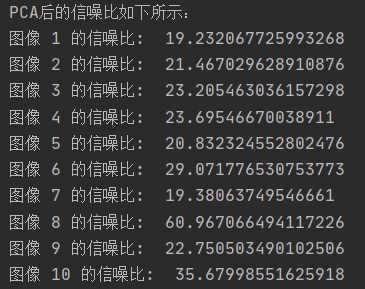 PCA后的信噪比如下所示:
图像 1 的信噪比:  19.232067725993268
图像 2 的信噪比:  21.467029628910876
图像 3 的信噪比:  23.205463036157298
图像 4 的信噪比:  23.69546670038911
图像 5 的信噪比:  20.832324552802476
图像 6 的信噪比:  29.071776530753773
图像 7 的信噪比:  19.38063749546661
图像 8 的信噪比:  60.967066494117226
图像 9 的信噪比:  22.750503490102506
图像 10 的信噪比:  35.67998551625918